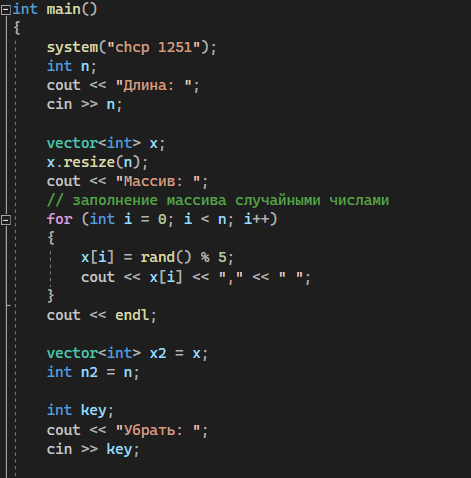 int main()
{
system("chcp 1251");
int n;
cout << "Длина: ";
cin >> n;
vector<int> x;
x.resize(n);
cout << "Массив: ";
// заполнение массива случайными числами
for (int i = 0; i < n; i++)
{
x[i] = rand() % 5;
cout << x[i] << "," << " ";
}
cout << endl;
vector<int> x2 = x;
int n2 = n;
int key;
cout << "Убрать: ";
cin >> key;